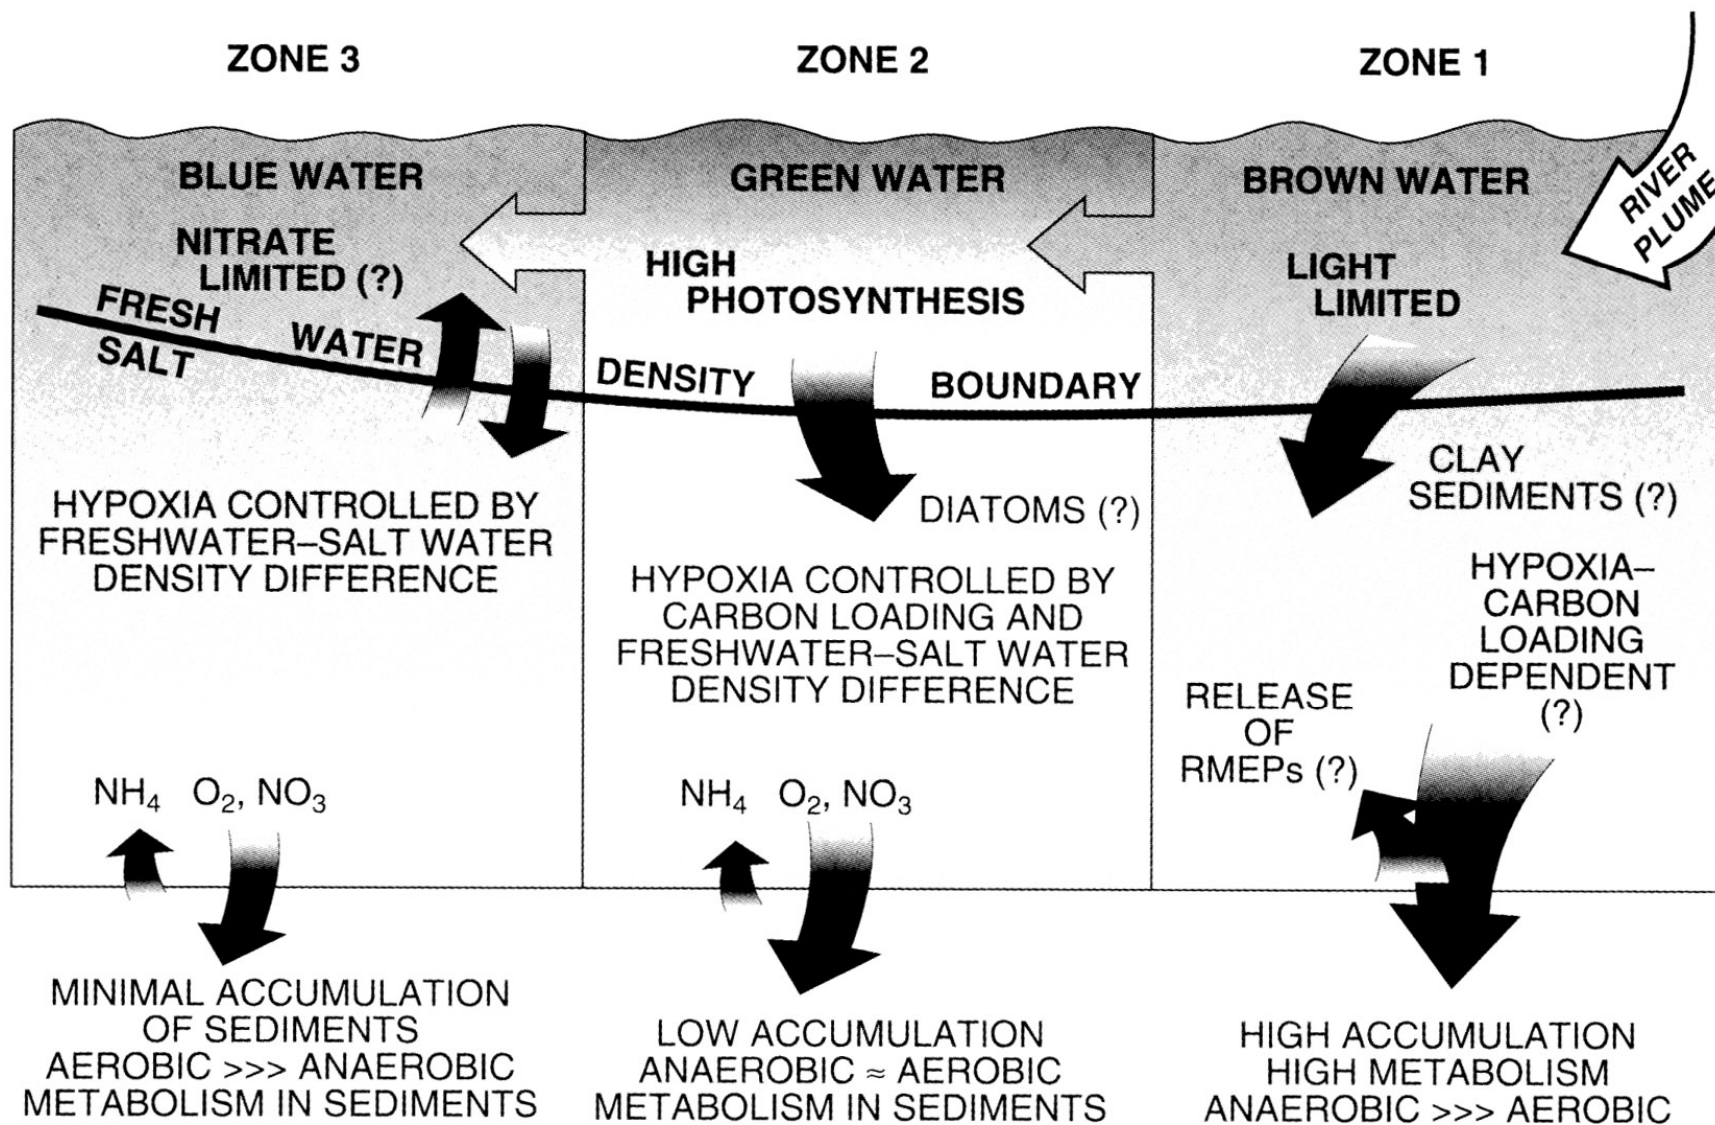 ZONE 3
ZONE 2
ZONE 1
BLUE WATER
NITRATE
LIMITED (?)
FRESH WATER
SALT
HYPOXIA CONTROLLED BY
FRESHWATER–SALT WATER
DENSITY DIFFERENCE
NH₄ O₂, NO₃
MINIMAL ACCUMULATION
OF SEDIMENTS
AEROBIC >>> ANAEROBIC
METABOLISM IN SEDIMENTS
GREEN WATER
HIGH
PHOTOSYNTHESIS
DENSITY BOUNDARY
DIATOMS (?)
HYPOXIA CONTROLLED BY
CARBON LOADING AND
FRESHWATER–SALT WATER
DENSITY DIFFERENCE
NH₄ O₂, NO₃
LOW ACCUMULATION
ANAEROBIC ≈ AEROBIC
METABOLISM IN SEDIMENTS
BROWN WATER
RIVER
PLUME
LIGHT
LIMITED
CLAY
SEDIMENTS (?)
HYPOXIA–
CARBON
LOADING
DEPENDENT
(?)
RELEASE
OF
RMEPs (?)
HIGH ACCUMULATION
HIGH METABOLISM
ANAEROBIC >>> AEROBIC